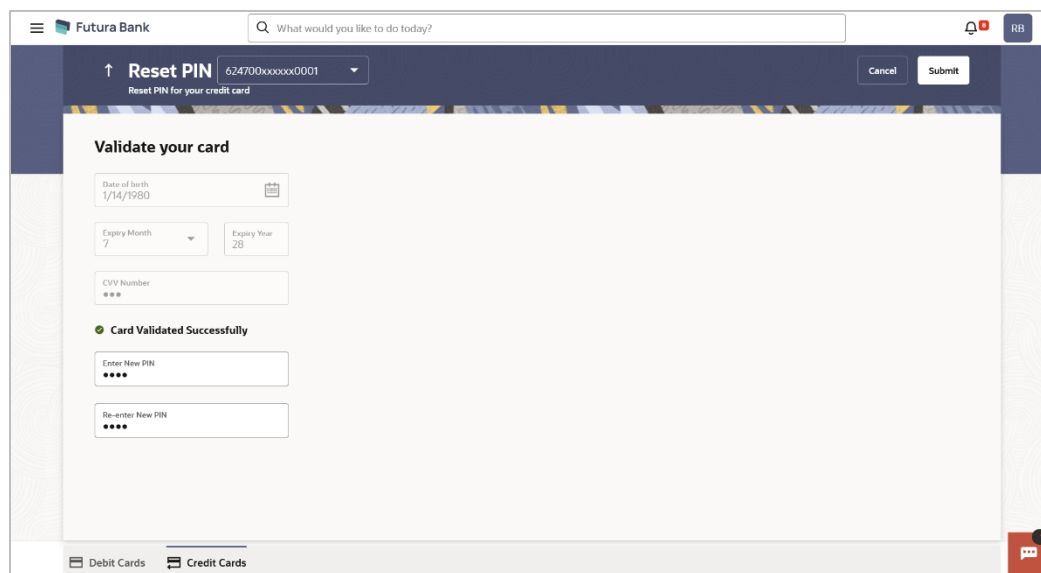 Futura Bank
What would you like to do today?
8
RB
Reset PIN 624700xxxxxx0001
Reset PIN for your credit card
Cancel
Submit
Validate your card
Date of birth
1/14/1980
Expiry Month
7
Expiry Year
28
CVV Number
Card Validated Successfully
Enter New PIN
Re-enter New PIN
Debit Cards
Credit Cards